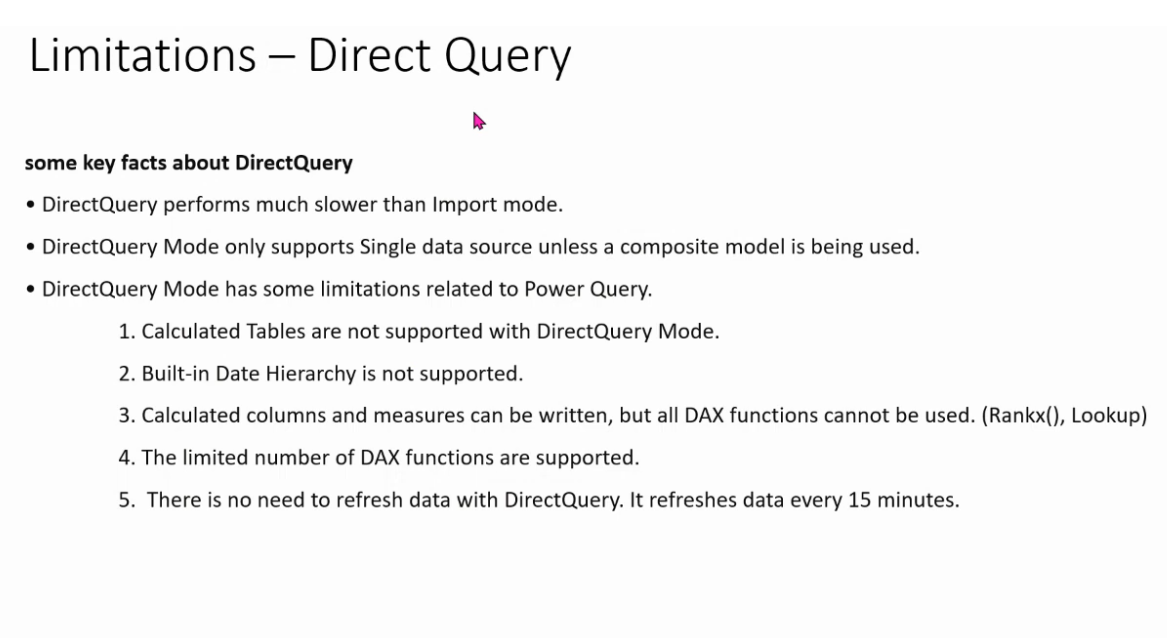 Limitations – Direct Query
some key facts about DirectQuery
• DirectQuery performs much slower than Import mode.
• DirectQuery Mode only supports Single data source unless a composite model is being used.
• DirectQuery Mode has some limitations related to Power Query.
1. Calculated Tables are not supported with DirectQuery Mode.
2. Built-in Date Hierarchy is not supported.
3. Calculated columns and measures can be written, but all DAX functions cannot be used. (Rankx(), Lookup)
4. The limited number of DAX functions are supported.
5. There is no need to refresh data with DirectQuery. It refreshes data every 15 minutes.